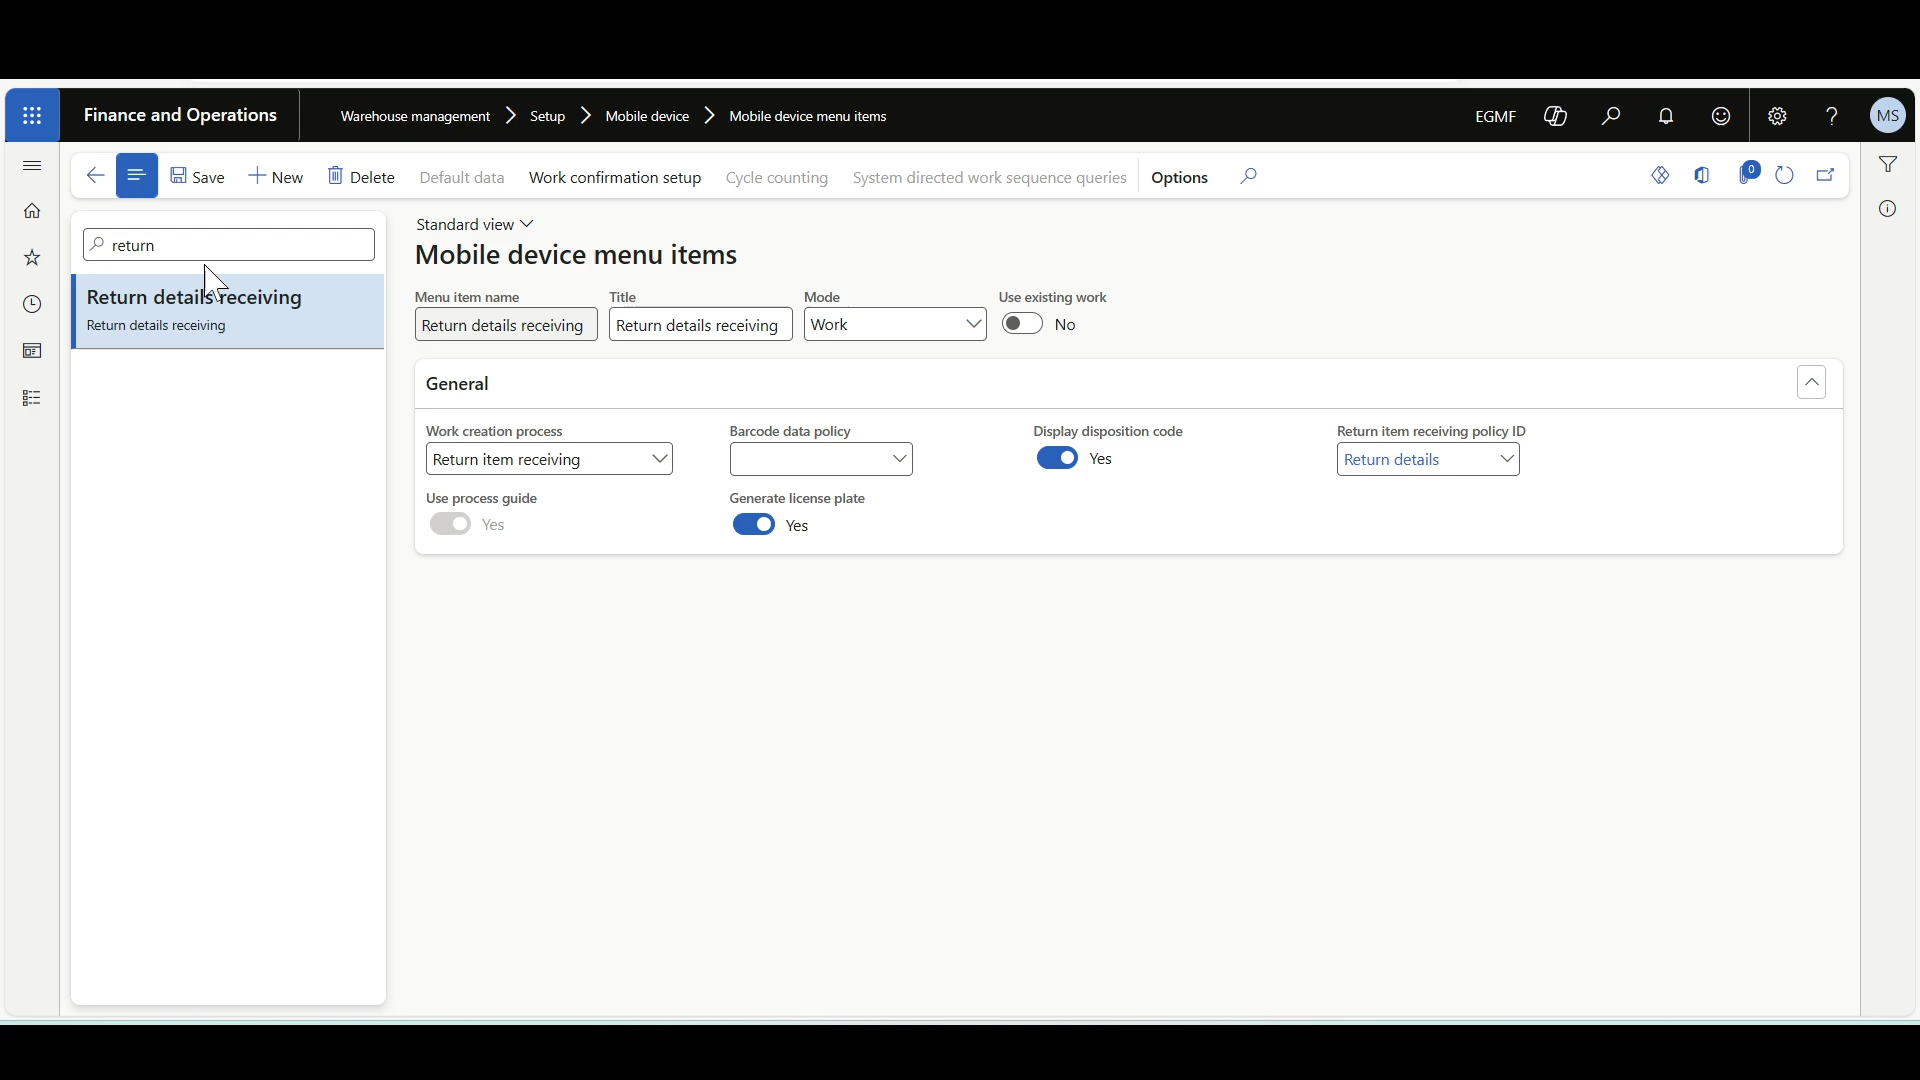 Finance and Operations
Warehouse management Setup Mobile device Mobile device menu items
EGMF
MS
Save New Delete Default data Work confirmation setup Cycle counting System directed work sequence queries Options
0
return
Return details receiving
Return details receiving
Standard view
Mobile device menu items
Menu item name Title Mode Use existing work
Return details receiving Return details receiving Work No
General
Work creation process Barcode data policy Display disposition code Return item receiving policy ID
Return item receiving Yes Return details
Use process guide Generate license plate
Yes Yes